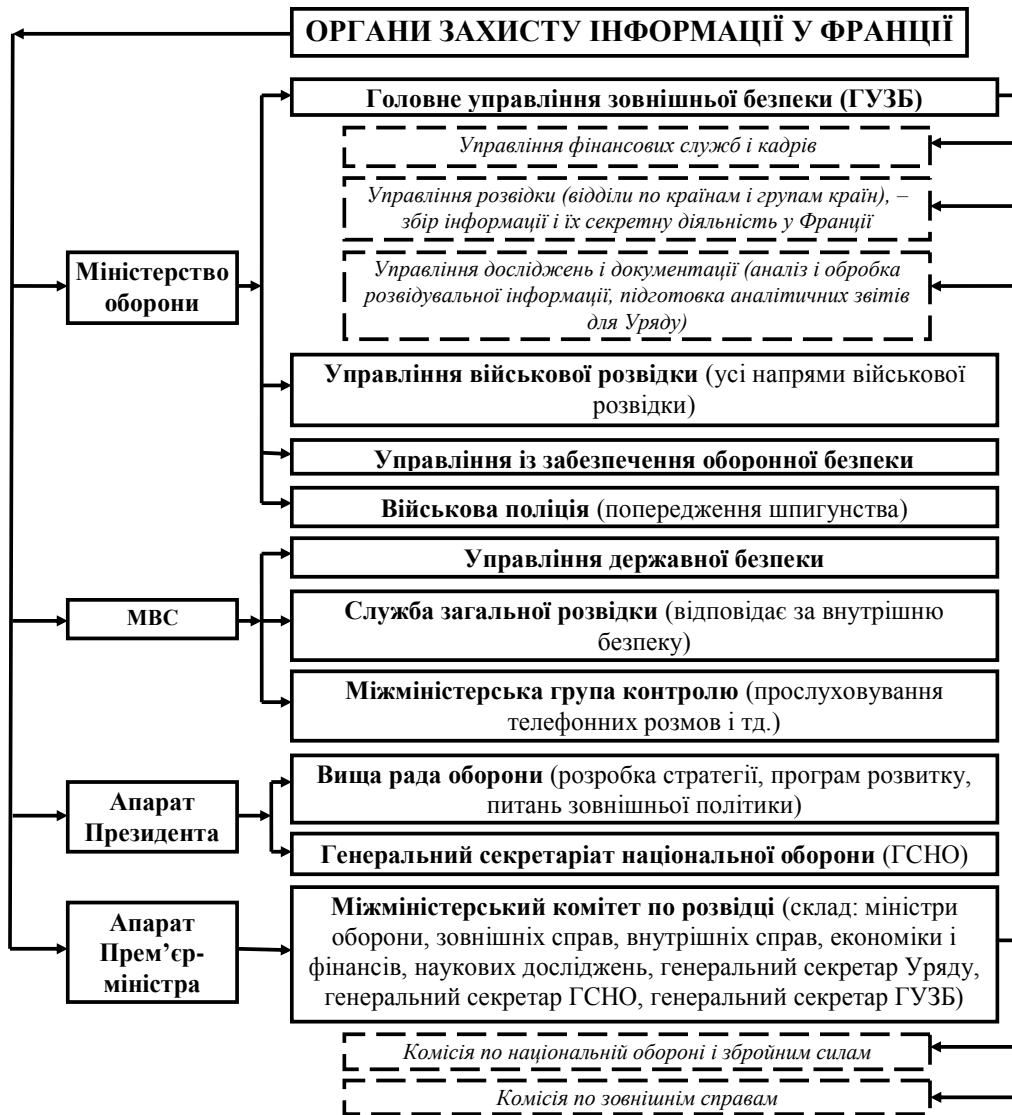 ОРГАНИ ЗАХИСТУ ІНФОРМАЦІЇ У ФРАНЦІЇ
Міністерство
оборони
Головне управління зовнішньої безпеки (ГУЗБ)
Управління фінансових служб і кадрів
Управління розвідки (відділи по країнам і групам країн), –
збір інформації і їх секретну діяльність у Франції
Управління досліджень і документації (аналіз і обробка
розвідувальної інформації, підготовка аналітичних звітів
для Уряду)
Управління військової розвідки (усі напрями військової
розвідки)
Управління із забезпечення оборонної безпеки
Військова поліція (попередження шпигунства)
МВС
Управління державної безпеки
Служба загальної розвідки (відповідає за внутрішню
безпеку)
Міжміністерська група контролю (прослуховування
телефонних розмов і тд.)
Апарат
Президента
Вища рада оборони (розробка стратегії, програм розвитку,
питань зовнішньої політики)
Генеральний секретаріат національної оборони (ГСНО)
Апарат
Прем’єр-
міністра
Міжміністерський комітет по розвідці (склад: міністри
оборони, зовнішніх справ, внутрішніх справ, економіки і
фінансів, наукових досліджень, генеральний секретар Уряду,
генеральний секретар ГСНО, генеральний секретар ГУЗБ)
Комісія по національній обороні і збройним силам
Комісія по зовнішнім справам